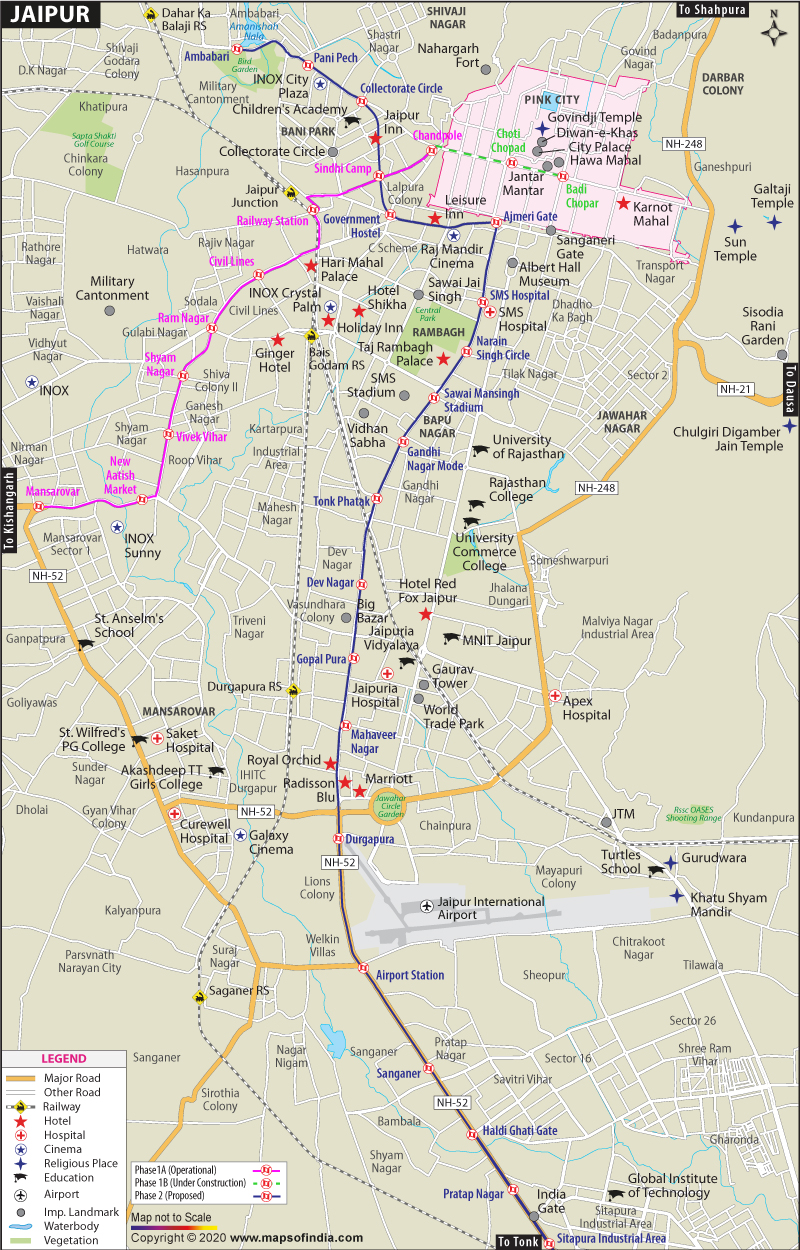 JAIPUR
To Shahpura
N
Dahar Ka
Balaji RS
Ambabari
Amanishah
Nala
SHIVAJI
NAGAR
Badanpura
Shastri
Nagar
Govind
Nagar
Ambabari
Pani Pech
Nahargarh
Fort
D.K Nagar
Shivaji
Godara
Colony
Bird
Garden
INOX City
Plaza
DARBAR
COLONY
Military
Cantonment
Collectorate Circle
PINK CITY
Khatipura
Children's Academy
Jaipur
Inn
Govindji Temple
BANI PARK
Chandpole
Choti
Chopad
Diwan-e-Khas
City Palace
Hawa Mahal
NH-248
Sapta Shakti
Golf Course
Chinkara
Colony
Collectorate Circle
Hasanpura
Sindhi Camp
Jantar
Mantar
Ganeshpuri
Jaipur
Junction
Lalpura
Colony
Leisure
Inn
Badi
Chopar
Karnot
Mahal
Galtaji
Temple
Railway Station
Government
Hostel
Ajmeri Gate
Rajiv Nagar
C Scheme
Raj Mandir
Cinema
Sanganeri
Gate
Sun
Temple
Rathore
Nagar
Hatwara
Civil Lines
Hari Mahal
Palace
Albert Hall
Museum
Transport
Nagar
Military
Cantonment
INOX Crystal
Palm
Hotel
Shikha
Sawai Jai
Singh
SMS Hospital
Vaishali
Nagar
Sodala
Civil Lines
Central
Park
SMS
Hospital
Dhadho
Ka Bagh
Sisodia
Rani
Garden
Ram Nagar
Gulabi Nagar
Holiday Inn
RAMBAGH
Vidhyut
Nagar
Ginger
Hotel
Bais
Godam RS
Taj Rambagh
Palace
Narain
Singh Circle
Shyam
Nagar
Shiva
Colony II
Tilak Nagar
Sector 2
INOX
SMS
Stadium
Sawai Mansingh
Stadium
NH-21
To Dausa
Ganesh
Nagar
Vidhan
Sabha
BAPU
NAGAR
JAWAHAR
NAGAR
Chulgiri Digamber
Jain Temple
Shyam
Nagar
Vivek Vihar
Kartarpura
University
of Rajasthan
Nirman
Nagar
Roop Vihar
Industrial
Area
Gandhi
Nagar Mode
New
Aatish
Market
Rajasthan
College
NH-248
Mansarovar
Gandhi
Nagar
To Kishangarh
Tonk Phatak
Mahesh
Nagar
Mansarovar
Sector 1
INOX
Sunny
University
Commerce
College
NH-52
Dev
Nagar
Someshwarpuri
Dev Nagar
Hotel Red
Fox Jaipur
Jhalana
Dungari
St. Anselm's
School
Vasundhara
Colony
Big
Bazar
Triveni
Nagar
Malviya Nagar
Industrial Area
Ganpatpura
Jaipuria
Vidyalaya
MNIT Jaipur
Gopal Pura
Durgapura RS
Gaurav
Tower
Goliyawas
Jaipuria
Hospital
Apex
Hospital
MANSAROVAR
World
Trade Park
St. Wilfred's
PG College
Saket
Hospital
Mahaveer
Nagar
Sunder
Nagar
Akashdeep TT
Girls College
IHITC
Durgapur
Royal Orchid
Radisson
Blu
Marriott
Dholai
Gyan Vihar
Colony
NH-52
Jawahar
Circle
Garden
Rssc OASES
Shooting Range
Chainpura
JTM
Kundanpura
Curewell
Hospital
Galaxy
Cinema
Durgapura
NH-52
Turtles
School
Gurudwara
Mayapuri
Colony
Lions
Colony
Khatu Shyam
Mandir
Jaipur International
Airport
Kalyanpura
Chitrakoot
Nagar
Parsvnath
Narayan City
Suraj
Nagar
Welkin
Villas
Tilawala
Airport Station
Sheopur
Saganer RS
Sector 26
Sanganer
Nagar
Nigam
Sanganer
Pratap
Nagar
Sector 16
Shree Ram
Vihar
Sanganer
Savitri Vihar
Sirothia
Colony
NH-52
Bambala
Haldi Ghati Gate
Gharonda
Shyam
Nagar
Pratap Nagar
India
Gate
Global Institute
of Technology
Sitapura
Industrial Area
To Tonk
Sitapura Industrial Area
LEGEND
Major Road
Other Road
Railway
Hotel
Hospital
Cinema
Religious Place
Education
Airport
Imp. Landmark
Waterbody
Vegetation
Phase1A (Operational)
Phase 1B (Under Construction)
Phase 2 (Proposed)
Map not to Scale
Copyright © 2020 www.mapsofindia.com